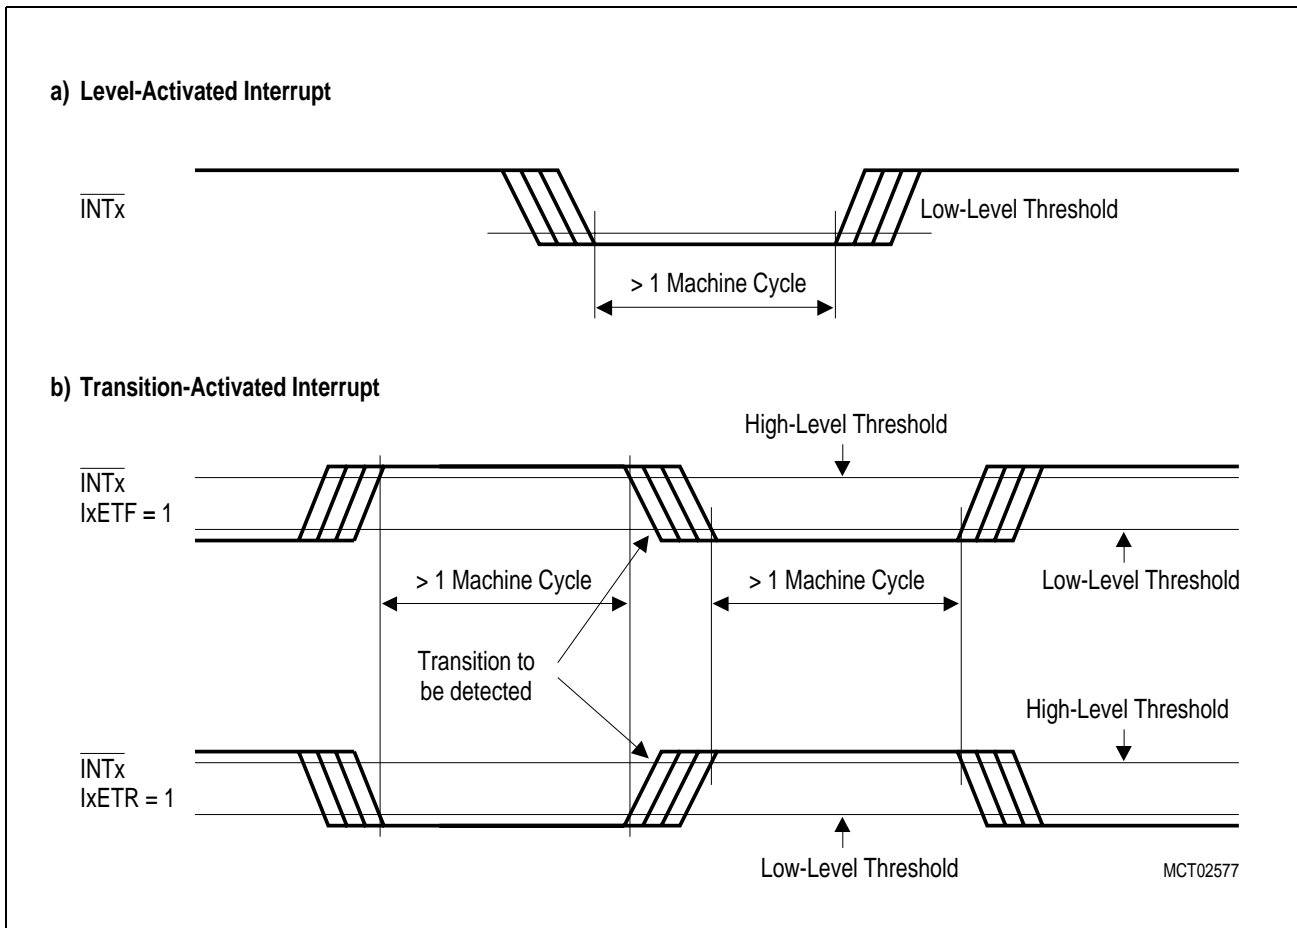 a) Level-Activated Interrupt
INTx
Low-Level Threshold
> 1 Machine Cycle
b) Transition-Activated Interrupt
High-Level Threshold
INTx
IxETF = 1
> 1 Machine Cycle
> 1 Machine Cycle
Low-Level Threshold
Transition to
be detected
High-Level Threshold
INTx
IxETR = 1
Low-Level Threshold
MCT02577